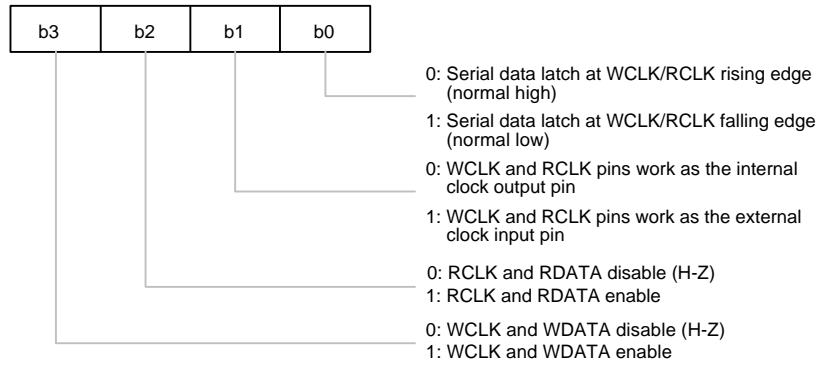 b3 b2 b1 b0
0: Serial data latch at WCLK/RCLK rising edge
(normal high)
1: Serial data latch at WCLK/RCLK falling edge
(normal low)
0: WCLK and RCLK pins work as the internal
clock output pin
1: WCLK and RCLK pins work as the external
clock input pin
0: RCLK and RDATA disable (H-Z)
1: RCLK and RDATA enable
0: WCLK and WDATA disable (H-Z)
1: WCLK and WDATA enable